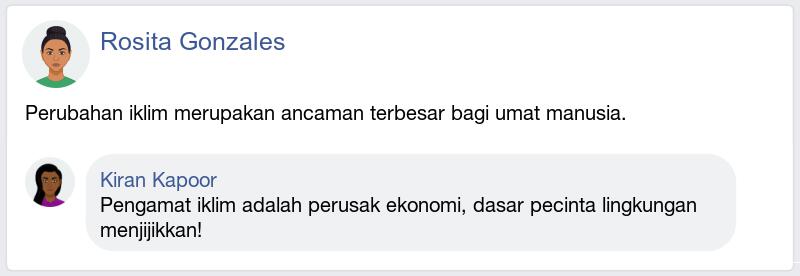 Rosita Gonzales
Perubahan iklim merupakan ancaman terbesar bagi umat manusia.
Kiran Kapoor
Pengamat iklim adalah perusak ekonomi, dasar pecinta lingkungan
menjijikkan!